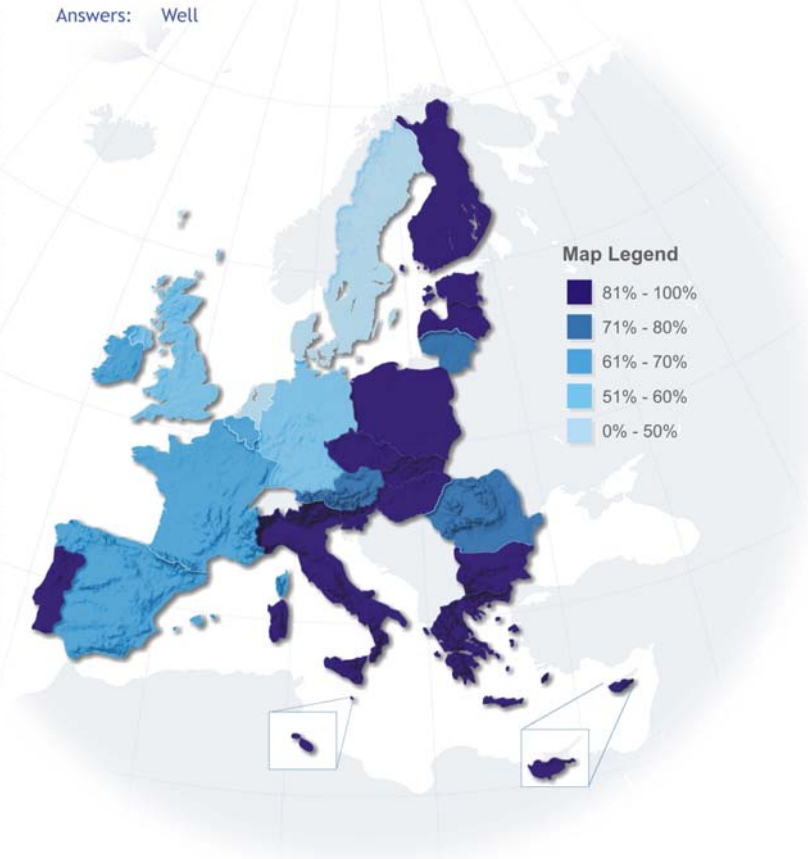 Answers: Well
Map Legend
81% - 100%
71% - 80%
61% - 70%
51% - 60%
0% - 50%